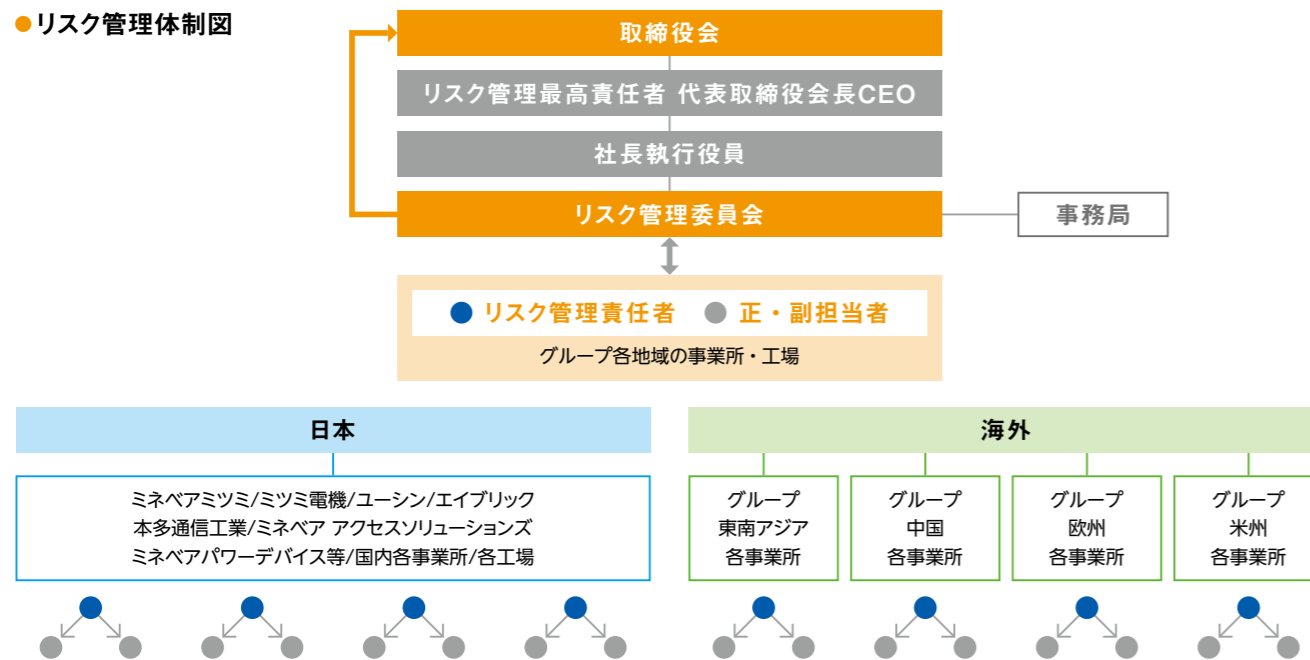 ●リスク管理体制図
取締役会
リスク管理最高責任者 代表取締役会長CEO
社長執行役員
リスク管理委員会
事務局
● リスク管理責任者 ● 正・副担当者
グループ各地域の事業所・工場
日本
ミネベアミツミ/ミツミ電機/ユーシン/エイブリック
本多通信工業/ミネベア アクセスソリューションズ
ミネベアパワーデバイス等/国内各事業所/各工場
海外
グループ
東南アジア
各事業所
グループ
中国
各事業所
グループ
欧州
各事業所
グループ
米州
各事業所